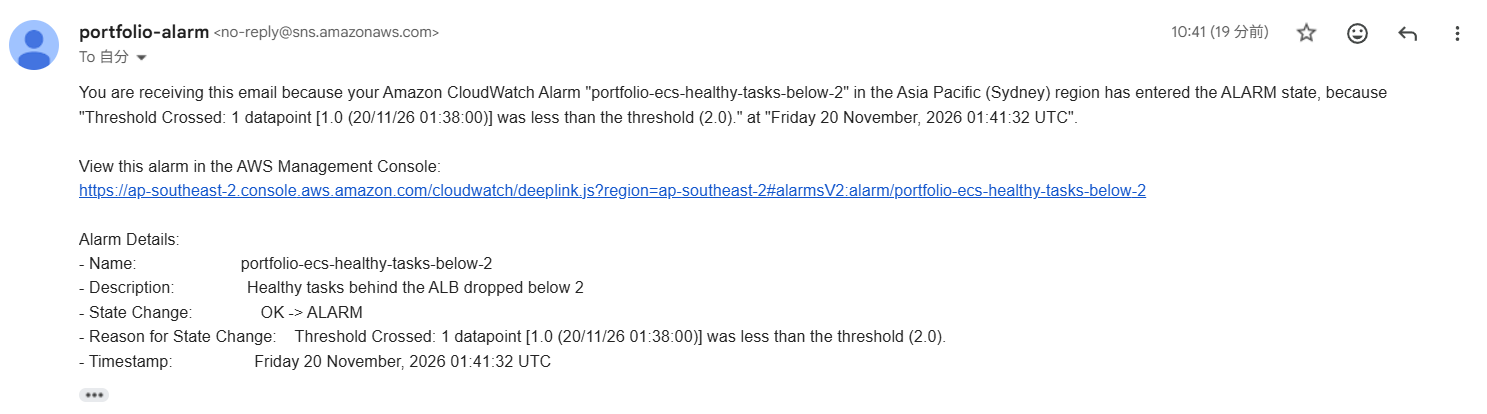 portfolio-alarm <no-reply@sns.amazonaws.com>
10:41 (19 分前)
To 自分
You are receiving this email because your Amazon CloudWatch Alarm "portfolio-ecs-healthy-tasks-below-2" in the Asia Pacific (Sydney) region has entered the ALARM state, because
"Threshold Crossed: 1 datapoint [1.0 (20/11/26 01:38:00)] was less than the threshold (2.0)." at "Friday 20 November, 2026 01:41:32 UTC".
View this alarm in the AWS Management Console:
https://ap-southeast-2.console.aws.amazon.com/cloudwatch/deeplink.js?region=ap-southeast-2#alarmsV2:alarm/portfolio-ecs-healthy-tasks-below-2
Alarm Details:
- Name: portfolio-ecs-healthy-tasks-below-2
- Description: Healthy tasks behind the ALB dropped below 2
- State Change: OK -> ALARM
- Reason for State Change: Threshold Crossed: 1 datapoint [1.0 (20/11/26 01:38:00)] was less than the threshold (2.0).
- Timestamp: Friday 20 November, 2026 01:41:32 UTC